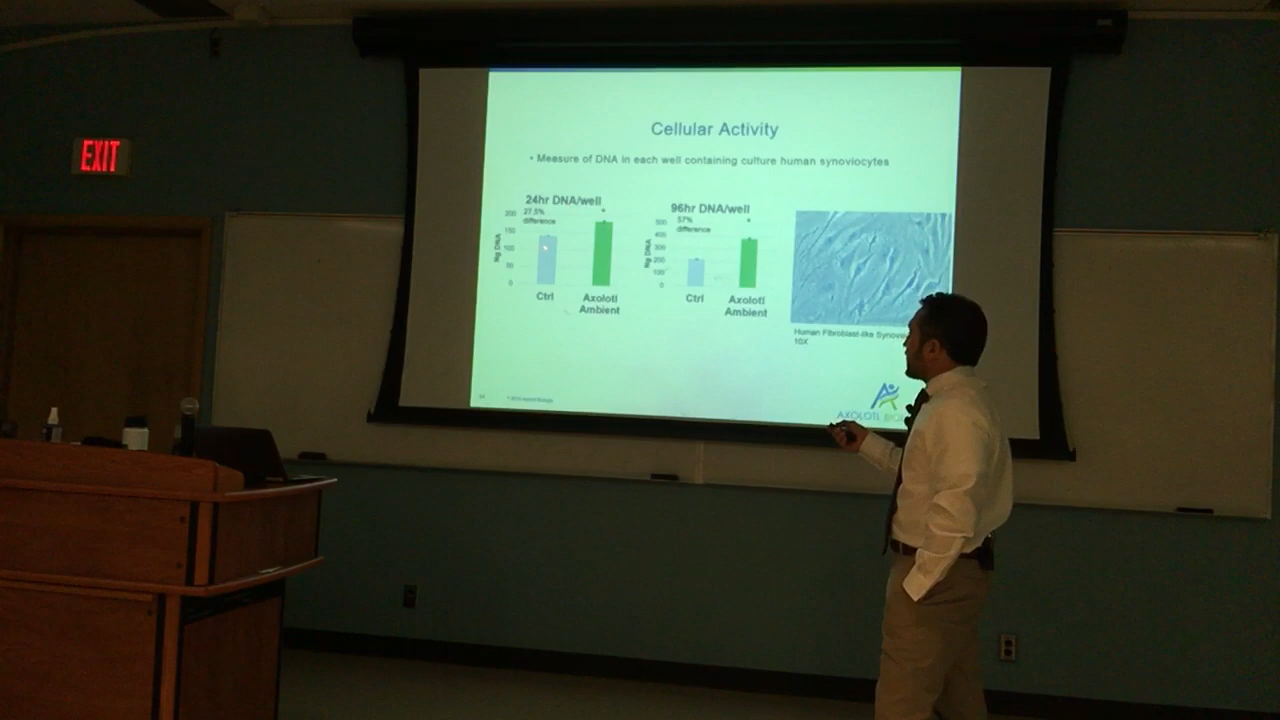 EXIT
Cellular Activity
• Measure of DNA in each well containing culture human synoviocytes
24hr DNA/well
27.5%
difference
*
200
150
100
50
0
Ng DNA
Ctrl
Axolotl
Ambient
96hr DNA/well
57%
difference
*
500
400
300
200
100
0
Ng DNA
Ctrl
Axolotl
Ambient
Human Fibroblast-like Synovio
10X
AXOLOTL BIO